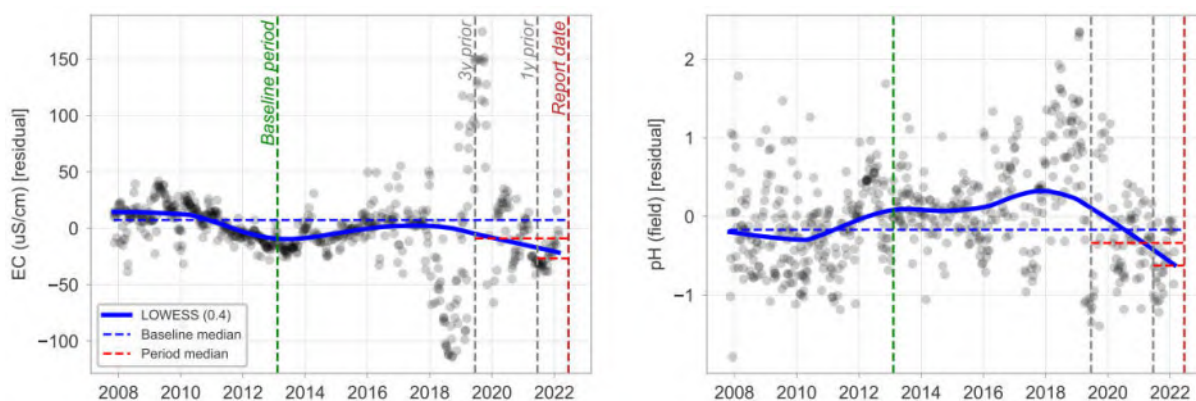 EC (uS/cm) [residual]
150
100
50
0
−50
−100
Baseline period
3y prior
1y prior
Report date
LOWESS (0.4)
Baseline median
Period median
2008 2010 2012 2014 2016 2018 2020 2022
pH (field) [residual]
2
1
0
−1
2008 2010 2012 2014 2016 2018 2020 2022